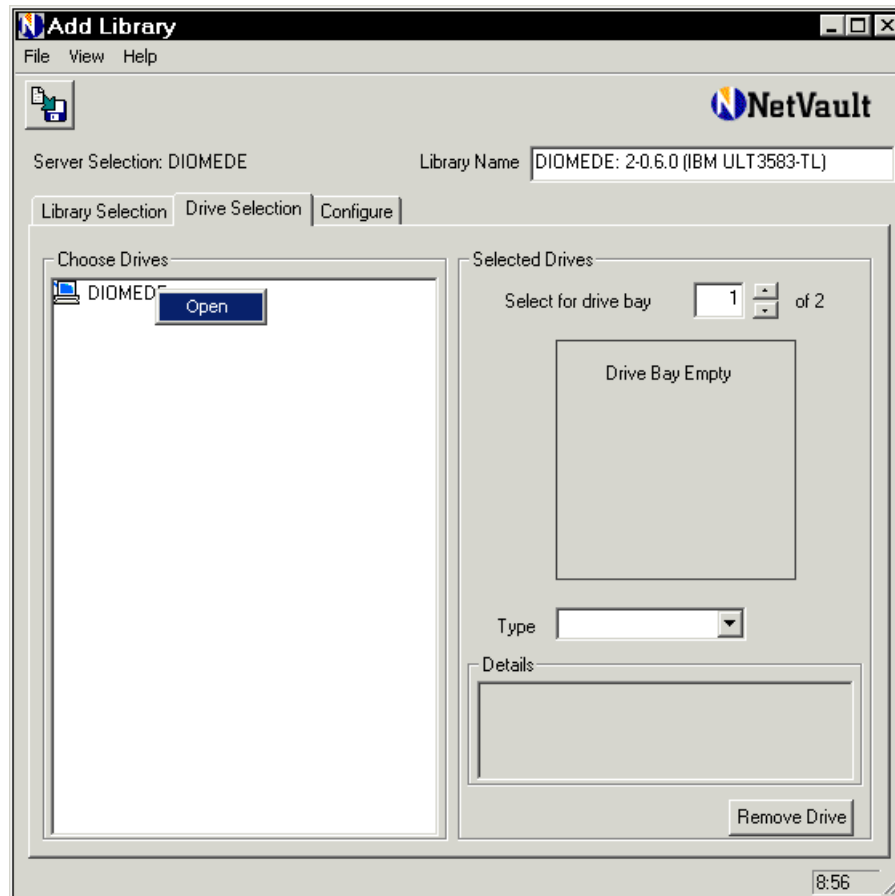 Add Library
File View Help
NetVault
Server Selection: DIOMEDE Library Name DIOMEDE: 2-0.6.0 (IBM ULT3583-TL)
Library Selection Drive Selection Configure
Choose Drives
DIOMEDE
Open
Selected Drives
Select for drive bay 1 of 2
Drive Bay Empty
Type
Details
Remove Drive
8:56